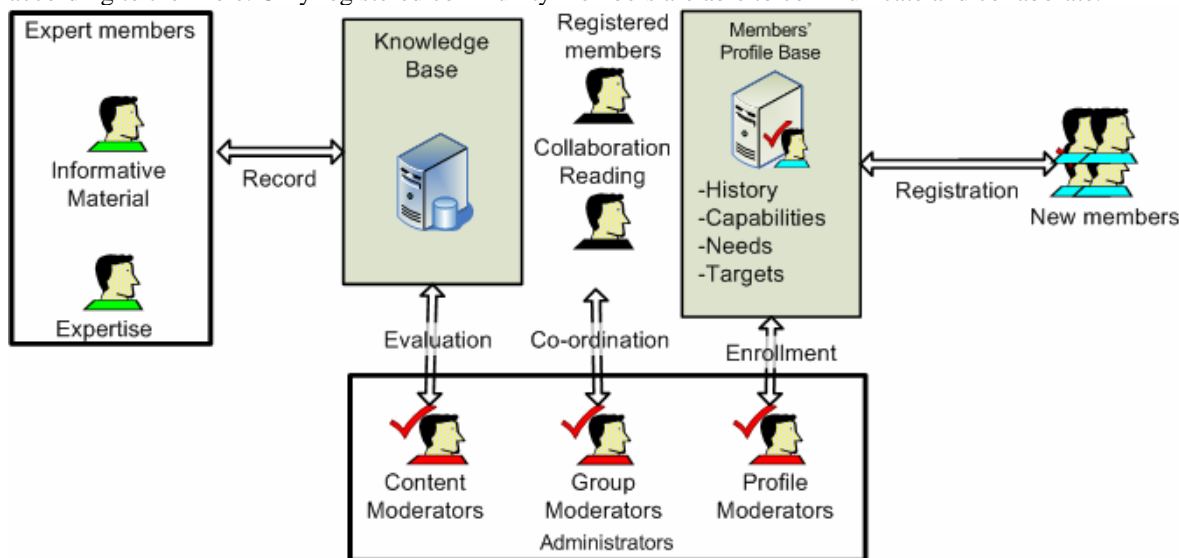 Expert members
Informative
Material
Expertise
Record
Knowledge
Base
Registered
members
Collaboration
Reading
Members'
Profile Base
-History
-Capabilities
-Needs
-Targets
Registration
New members
Evaluation
Co-ordination
Enrollment
Content
Moderators
Group
Moderators
Profile
Moderators
Administrators